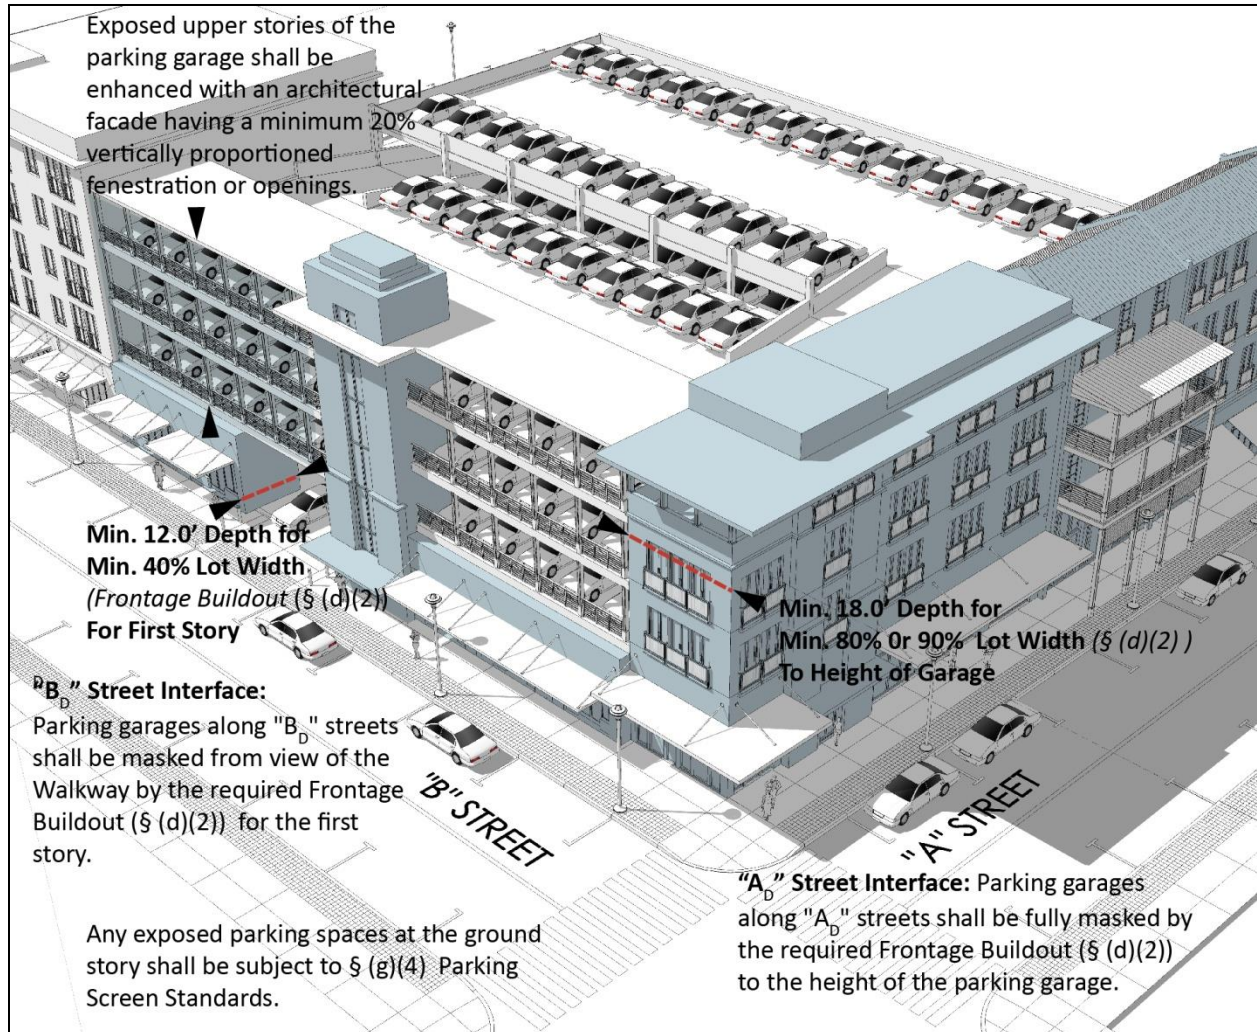 Exposed upper stories of the
parking garage shall be
enhanced with an architectural
facade having a minimum 20%
vertically proportioned
fenestration or openings.
Min. 12.0’ Depth for
Min. 40% Lot Width
(Frontage Buildout (§ (d)(2))
For First Story
Min. 18.0’ Depth for
Min. 80% 0r 90% Lot Width (§ (d)(2) )
To Height of Garage
"B" STREET
"A" STREET
“B_D” Street Interface:
Parking garages along "B_D" streets
shall be masked from view of the
Walkway by the required Frontage
Buildout (§ (d)(2)) for the first
story.
“A_D” Street Interface: Parking garages
along "A_D" streets shall be fully masked by
the required Frontage Buildout (§ (d)(2))
to the height of the parking garage.
Any exposed parking spaces at the ground
story shall be subject to § (g)(4) Parking
Screen Standards.